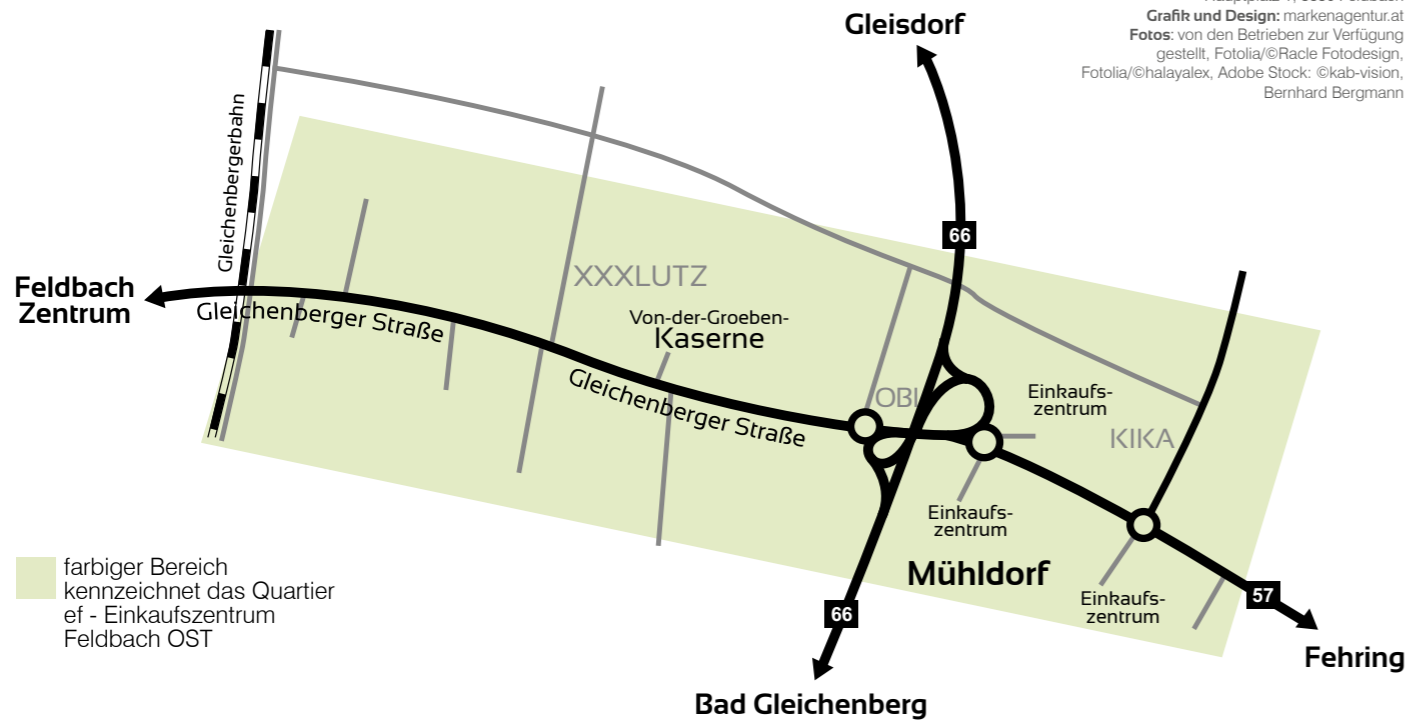 Grafik und Design: markenagentur.at
Fotos: von den Betrieben zur Verfügung
gestellt, Fotolia/©Racle Fotodesign,
Fotolia/©halayalex, Adobe Stock: ©kab-vision,
Bernhard Bergmann
Gleisdorf
Gleichenbergerbahn
66
XXXLUTZ
Feldbach
Zentrum
Gleichenberger Straße
Von-der-Groeben-
Kaserne
Gleichenberger Straße
OBI
Einkaufs-
zentrum
KIKA
Einkaufs-
zentrum
Mühldorf
Einkaufs-
zentrum
57
66
Fehring
Bad Gleichenberg
farbiger Bereich
kennzeichnet das Quartier
ef - Einkaufszentrum
Feldbach OST